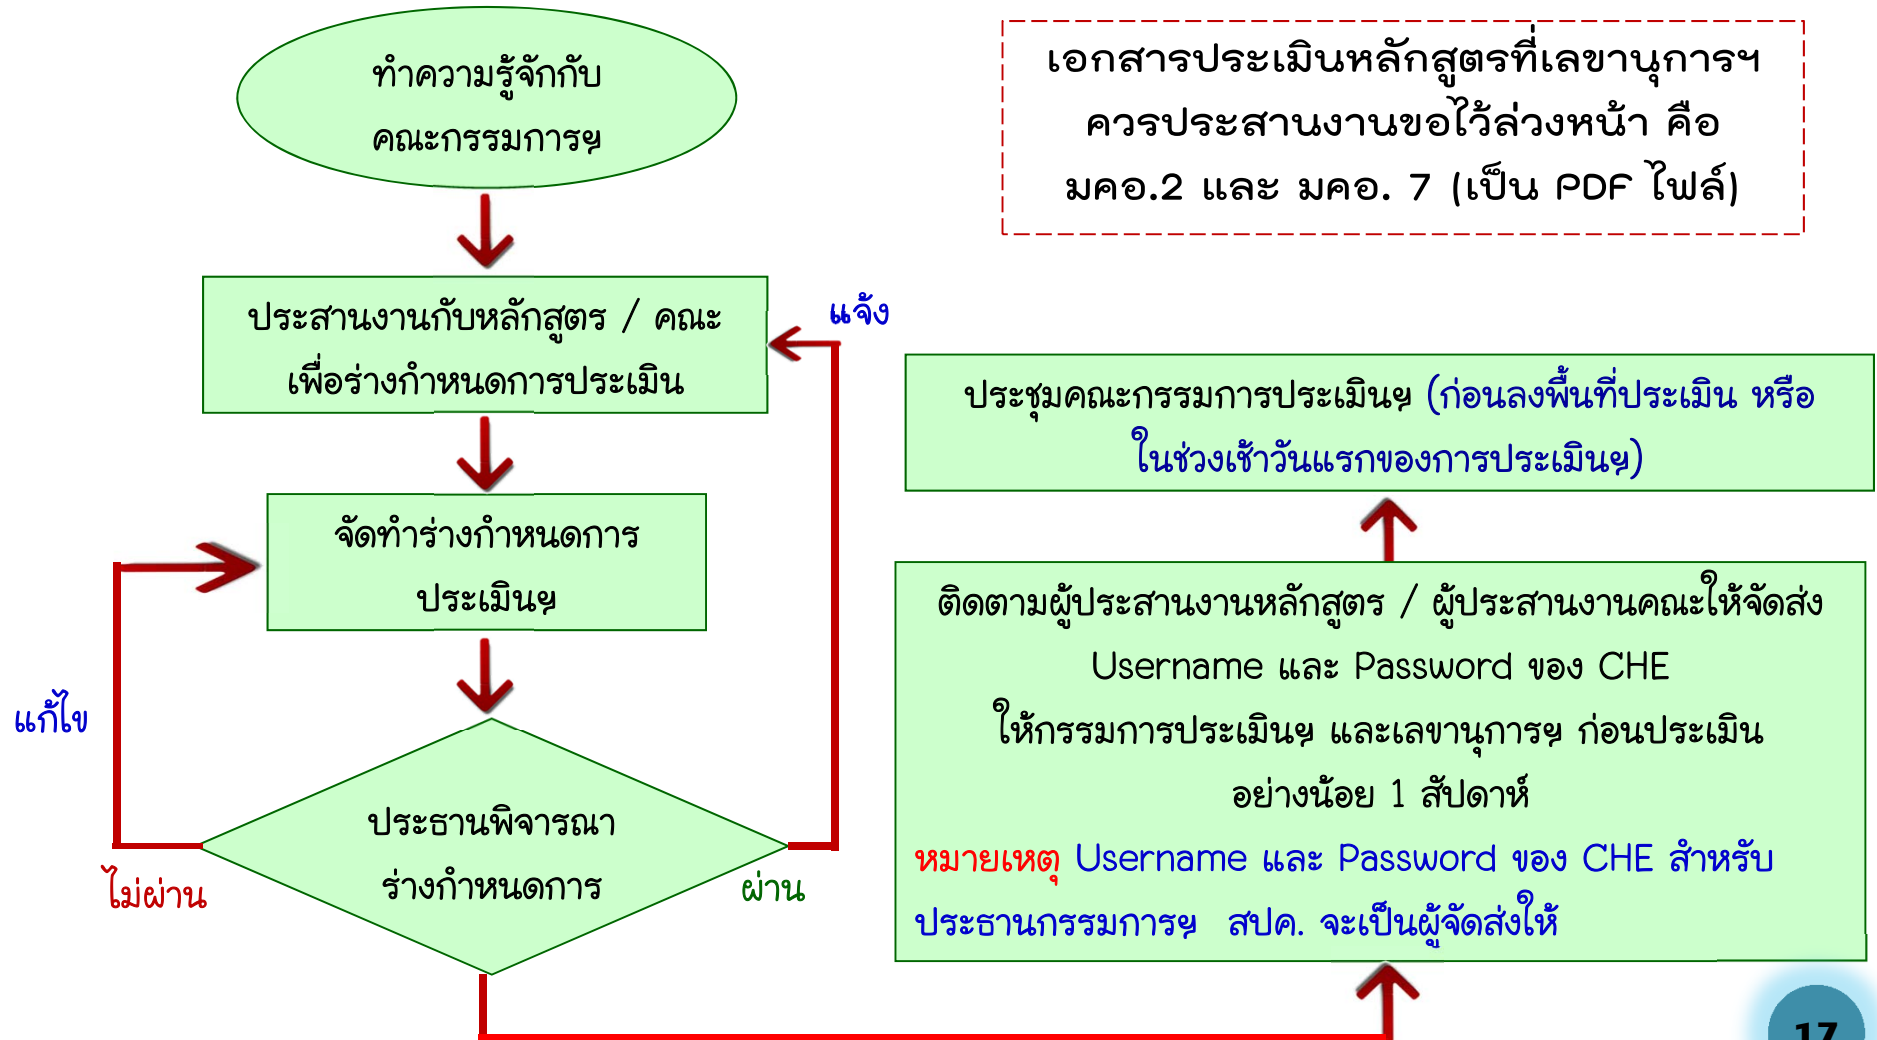 ทำความรู้จักกับ
คณะกรรมการฯ
ประสานงานกับหลักสูตร / คณะ
เพื่อร่างกำหนดการประเมิน
แจ้ง
จัดทำร่างกำหนดการ
ประเมินฯ
แก้ไข
ประธานพิจารณา
ร่างกำหนดการ
ไม่ผ่าน
ผ่าน
เอกสารประเมินหลักสูตรที่เลขานุการฯ
ควรประสานงานขอไว้ล่วงหน้า คือ
มคอ.2 และ มคอ. 7 (เป็น PDF ไฟล์)
ประชุมคณะกรรมการประเมินฯ (ก่อนลงพื้นที่ประเมิน หรือ
ในช่วงเช้าวันแรกของการประเมินฯ)
ติดตามผู้ประสานงานหลักสูตร / ผู้ประสานงานคณะให้จัดส่ง
Username และ Password ของ CHE
ให้กรรมการประเมินฯ และเลขานุการฯ ก่อนประเมิน
อย่างน้อย 1 สัปดาห์
หมายเหตุ Username และ Password ของ CHE สำหรับ
ประธานกรรมการฯ สปค. จะเป็นผู้จัดส่งให้
17